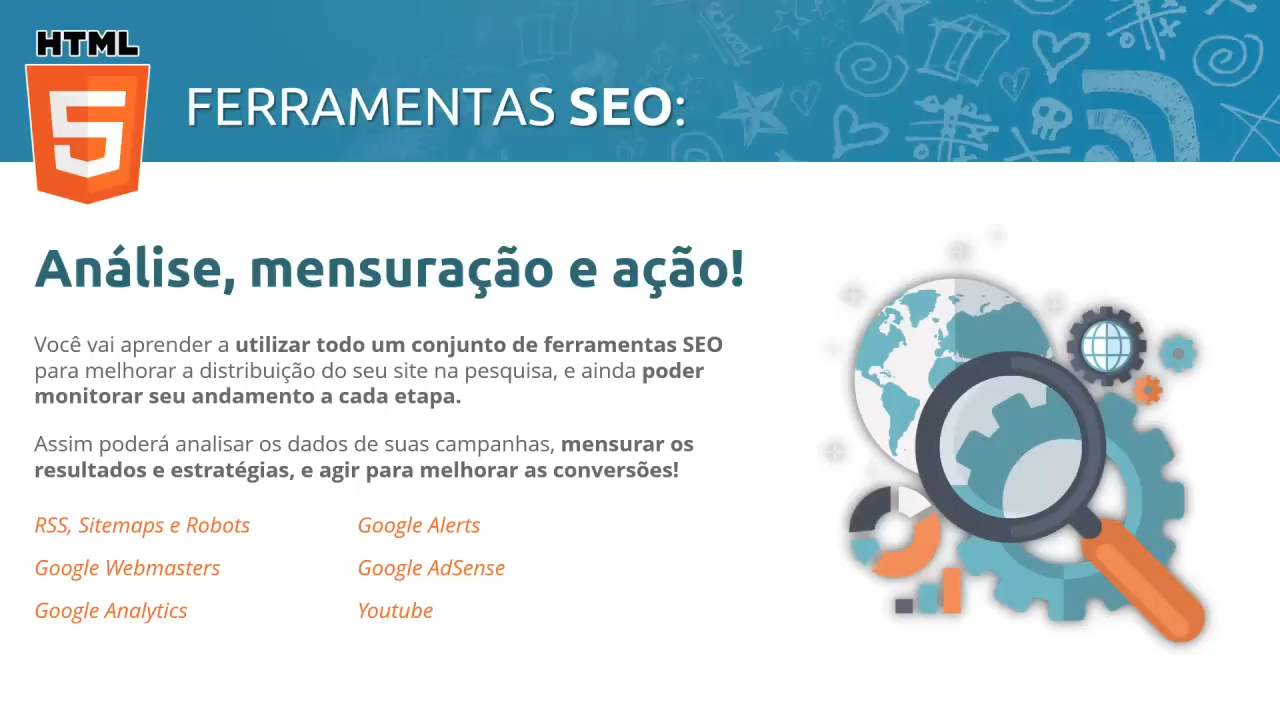 HTML
5
FERRAMENTAS SEO:
Análise, mensuração e ação!
Você vai aprender a utilizar todo um conjunto de ferramentas SEO
para melhorar a distribuição do seu site na pesquisa, e ainda poder
monitorar seu andamento a cada etapa.
Assim poderá analisar os dados de suas campanhas, mensurar os
resultados e estratégias, e agir para melhorar as conversões!
RSS, Sitemaps e Robots
Google Webmasters
Google Analytics
Google Alerts
Google AdSense
Youtube